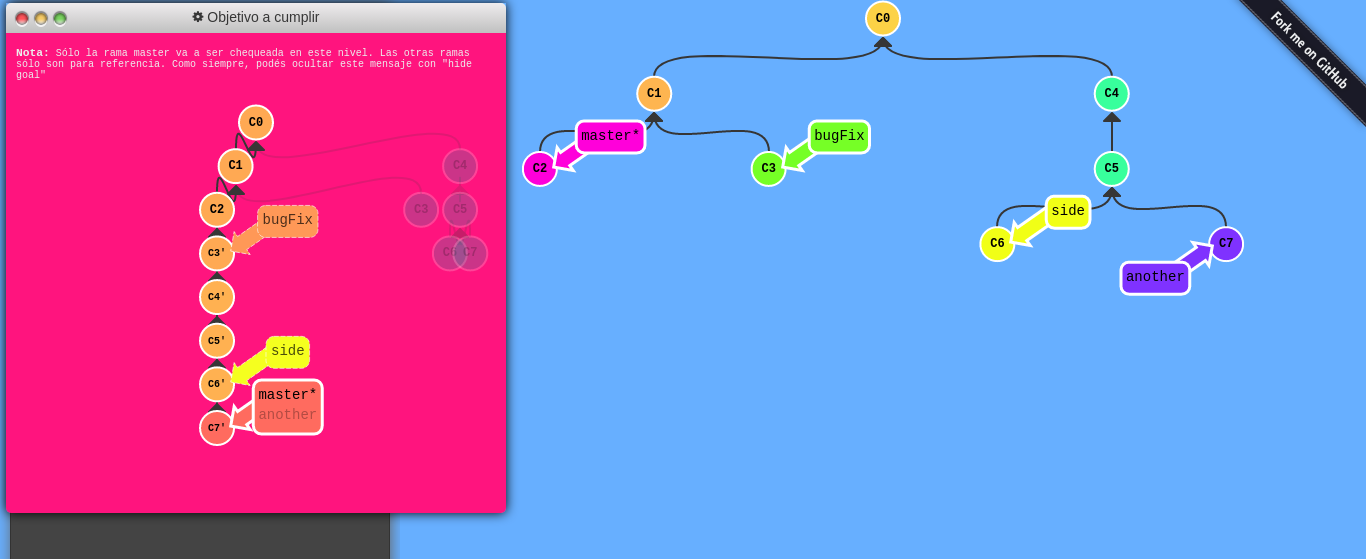 Objetivo a cumplir
Nota: Sólo la rama master va a ser chequeada en este nivel. Las otras ramas
sólo son para referencia. Como siempre, podés ocultar este mensaje con "hide
goal"
C0
C1
C4
C2
C3
C5
bugFix
C3'
C6
C7
C4'
C5'
side
C6'
master*
another
C7'
C0
C1
C4
master*
bugFix
C2
C3
C5
side
C6
C7
another
Fork me on GitHub